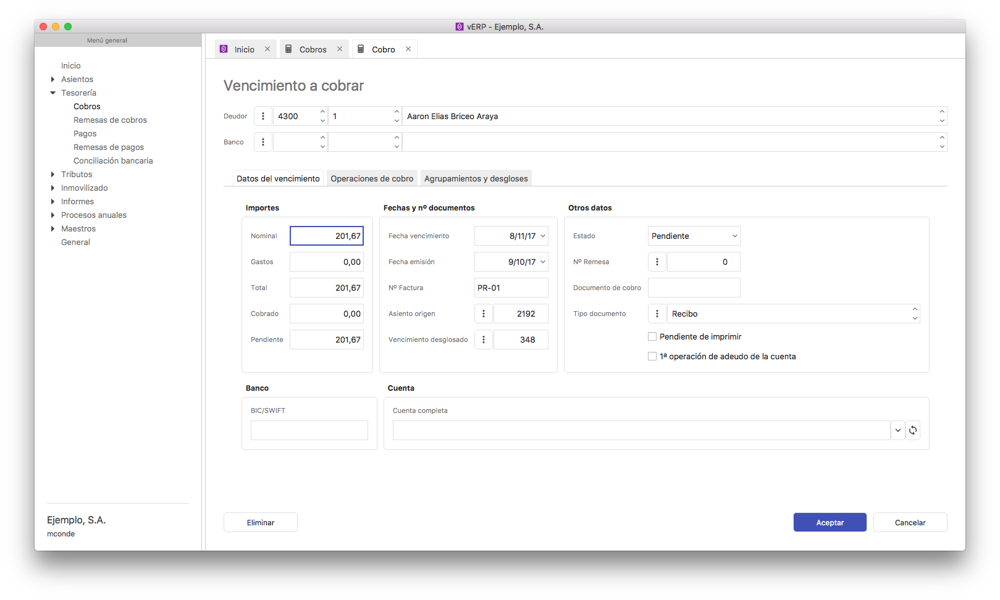 vERP - Ejemplo, S.A.
Menú general
Inicio
Asientos
Tesorería
Cobros
Remesas de cobros
Pagos
Remesas de pagos
Conciliación bancaria
Tributos
Inmovilizado
Informes
Procesos anuales
Maestros
General
Ejemplo, S.A.
mconde
Inicio Cobros Cobro
Vencimiento a cobrar
Deudor 4300 1 Aaron Elias Briceo Araya
Banco
Datos del vencimiento Operaciones de cobro Agrupamientos y desgloses
Importes
Nominal 201,67
Gastos 0,00
Total 201,67
Cobrado 0,00
Pendiente 201,67
Fechas y nº documentos
Fecha vencimiento 8/11/17
Fecha emisión 9/10/17
Nº Factura PR-01
Asiento origen 2192
Vencimiento desglosado 348
Otros datos
Estado Pendiente
Nº Remesa 0
Documento de cobro
Tipo documento Recibo
Pendiente de imprimir
1ª operación de adeudo de la cuenta
Banco
BIC/SWIFT
Cuenta
Cuenta completa
Eliminar Aceptar Cancelar